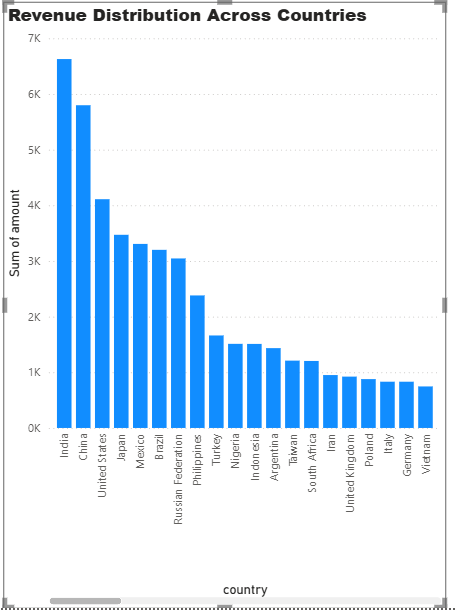 Revenue Distribution Across Countries
7K
6K
5K
4K
3K
2K
1K
0K
Sum of amount
India
China
United States
Japan
Mexico
Brazil
Russian Federation
Philippines
Turkey
Nigeria
Indonesia
Argentina
Taiwan
South Africa
Iran
United Kingdom
Poland
Italy
Germany
Vietnam
country